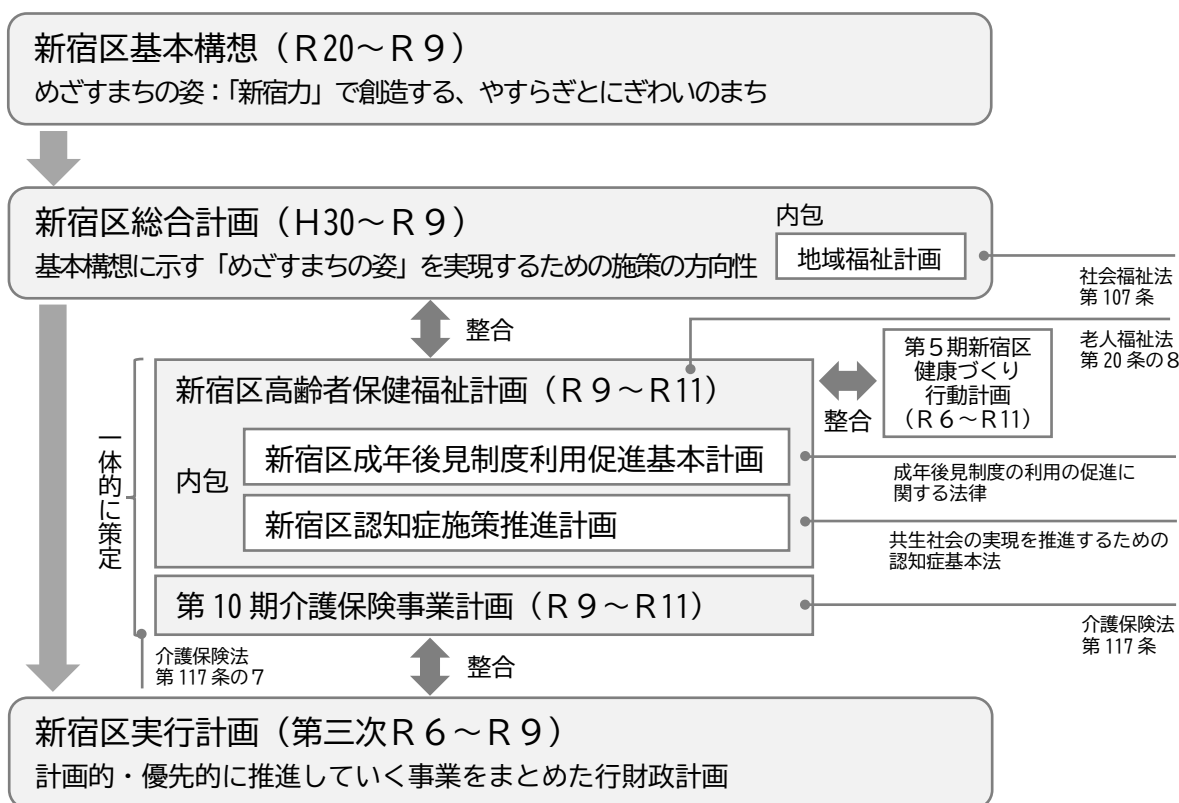 新宿区基本構想（Ｒ20～Ｒ９）
めざすまちの姿：「新宿力」で創造する、やすらぎとにぎわいのまち
新宿区総合計画（Ｈ30～Ｒ９）
基本構想に示す「めざすまちの姿」を実現するための施策の方向性
内包
地域福祉計画
社会福祉法
第 107 条
整合
老人福祉法
第 20 条の８
新宿区高齢者保健福祉計画（Ｒ９～Ｒ11）
整合
第５期新宿区
健康づくり
行動計画
（Ｒ６～Ｒ11）
一体的に策定
内包
新宿区成年後見制度利用促進基本計画
成年後見制度の利用の促進に
関する法律
新宿区認知症施策推進計画
共生社会の実現を推進するための
認知症基本法
第 10 期介護保険事業計画（Ｒ９～Ｒ11）
介護保険法
第 117 条
介護保険法
第 117 条の７
整合
新宿区実行計画（第三次Ｒ６～Ｒ９）
計画的・優先的に推進していく事業をまとめた行財政計画